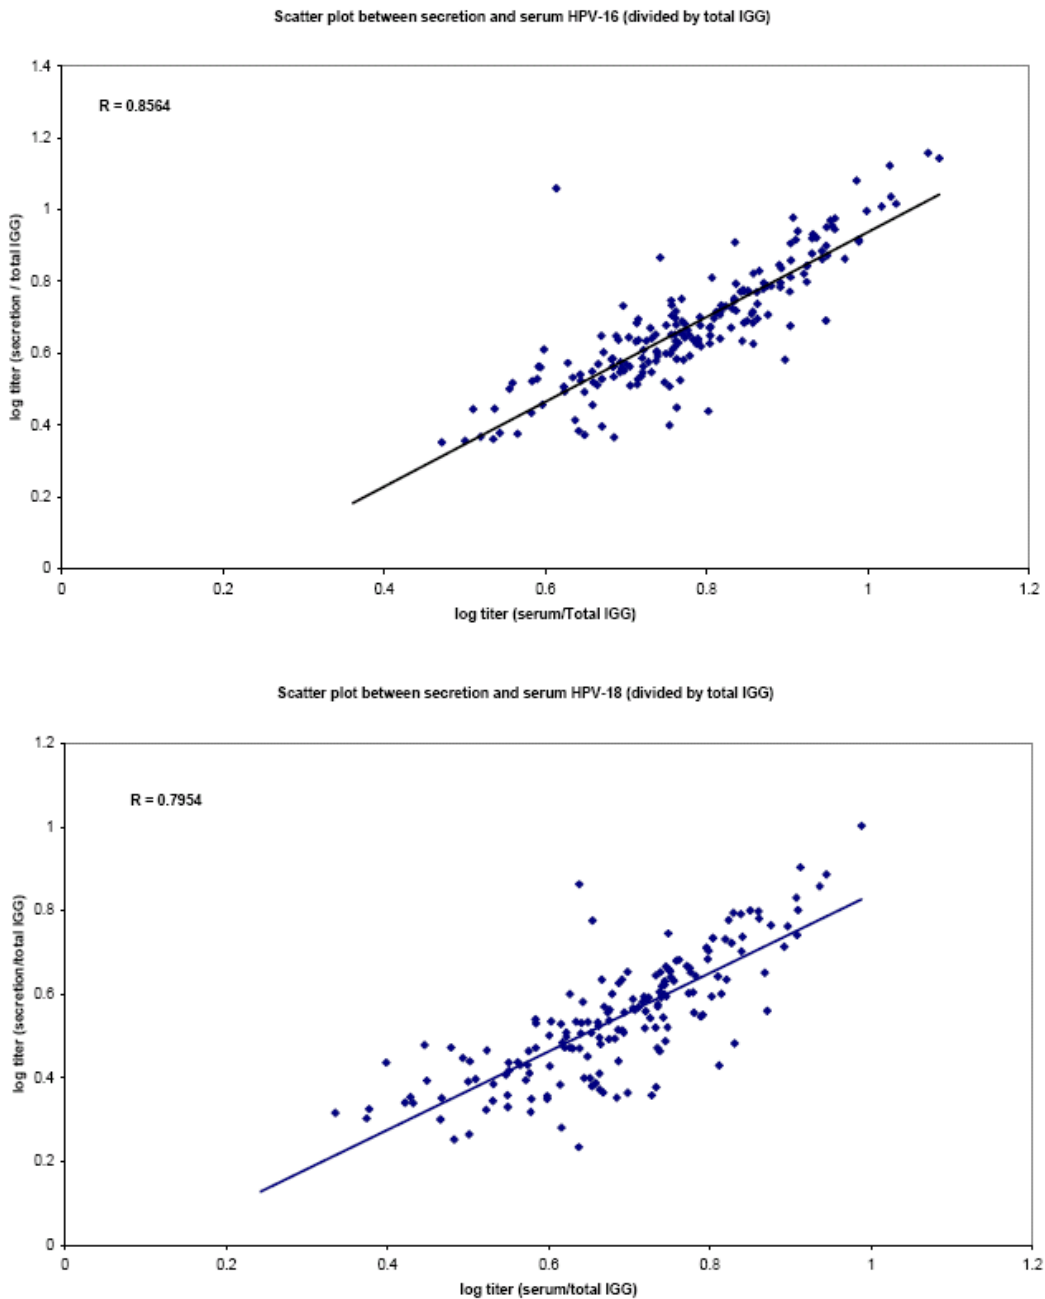 Scatter plot between secretion and serum HPV-16 (divided by total IGG)
1.4
R = 0.8564
1.2
1
0.8
0.6
0.4
0.2
0
log titer (secretion / total IGG)
0 0.2 0.4 0.6 0.8 1 1.2
log titer (serum/Total IGG)
Scatter plot between secretion and serum HPV-18 (divided by total IGG)
1.2
R = 0.7954
1
0.8
0.6
0.4
0.2
0
log titer (secretion/total IGG)
0 0.2 0.4 0.6 0.8 1 1.2
log titer (serum/total IGG)